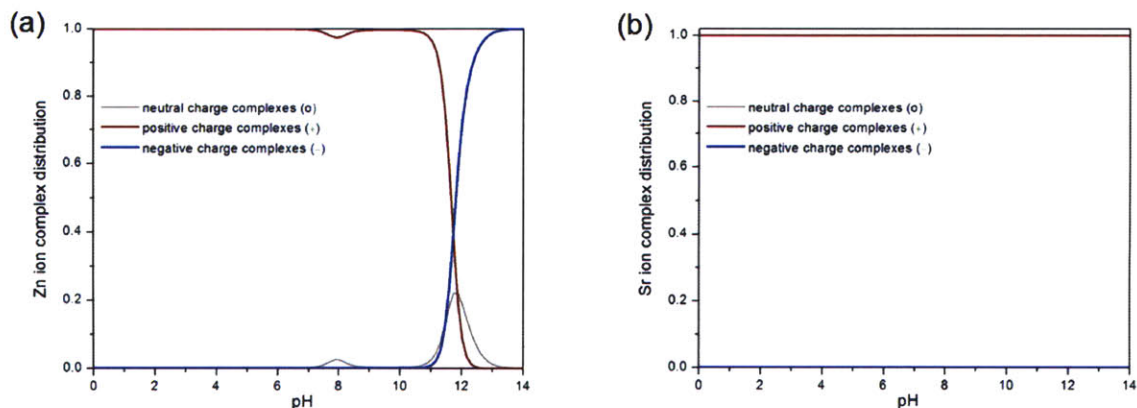 (a)
Zn ion complex distribution
1.0
0.8
0.6
0.4
0.2
0.0
neutral charge complexes (o)
positive charge complexes (+)
negative charge complexes (-)
0 2 4 6 8 10 12 14
pH
(b)
Sr ion complex distribution
1.0
0.8
0.6
0.4
0.2
0.0
neutral charge complexes (o)
positive charge complexes (+)
negative charge complexes (-)
0 2 4 6 8 10 12 14
pH